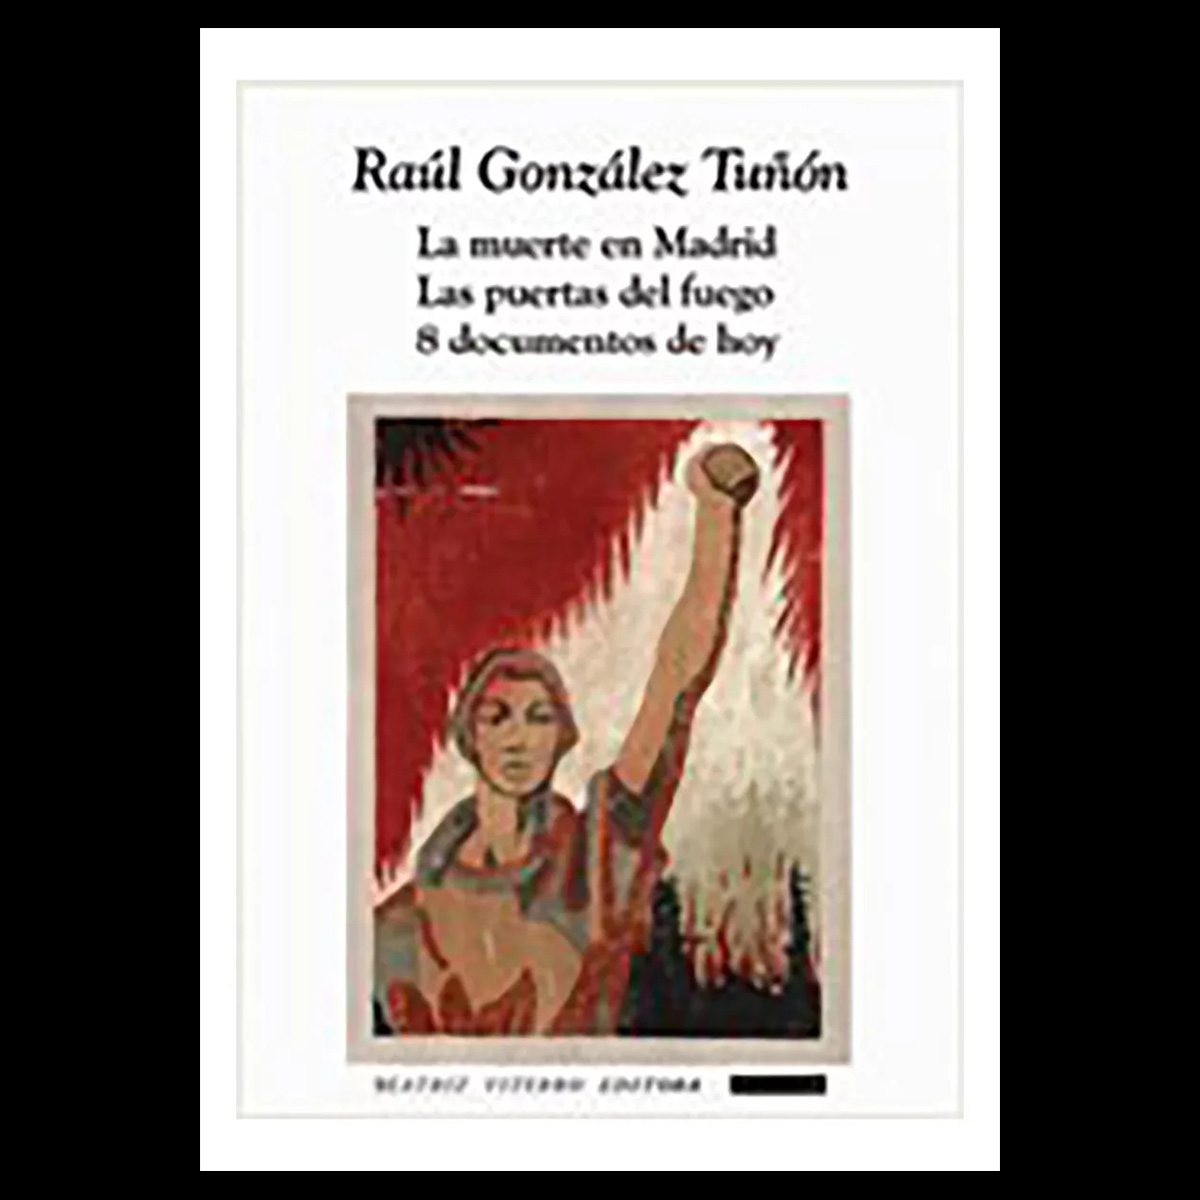 Raúl González Tuñón
La muerte en Madrid
Las puertas del fuego
8 documentos de hoy
BEATRIZ VITERBO EDITORA